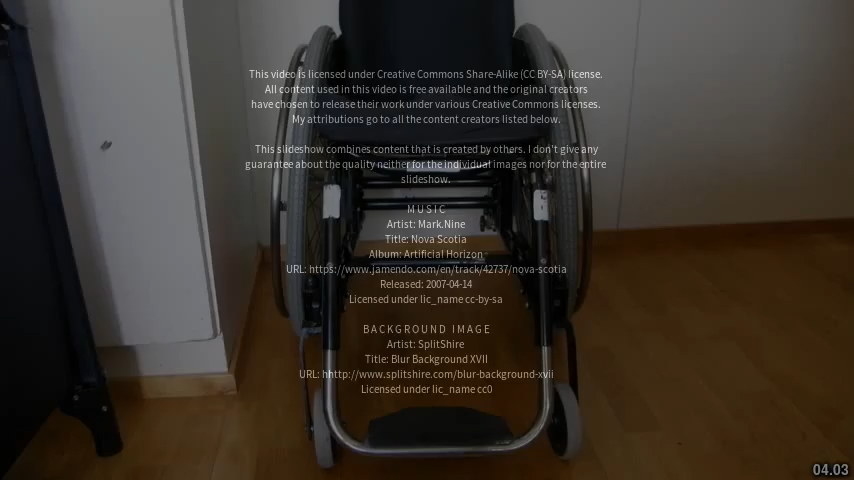 This video is licensed under Creative Commons Share-Alike (CC BY-SA) license.
All content used in this video is free available and the original creators
have chosen to release their work under various Creative Commons licenses.
My attributions go to all the content creators listed below.
This slideshow combines content that is created by others. I don't give any
guarantee about the quality neither for the individual images nor for the entire
slideshow.
MUSIC
Artist: Mark.Nine
Title: Nova Scotia
Album: Artificial Horizon
URL: https://www.jamendo.com/en/track/42737/nova-scotia
Released: 2007-04-14
Licensed under lic_name cc-by-sa
BACKGROUND IMAGE
Artist: SplitShire
Title: Blur Background XVII
URL: hhttp://www.splitshire.com/blur-background-xvii
Licensed under lic_name cc0
04.03